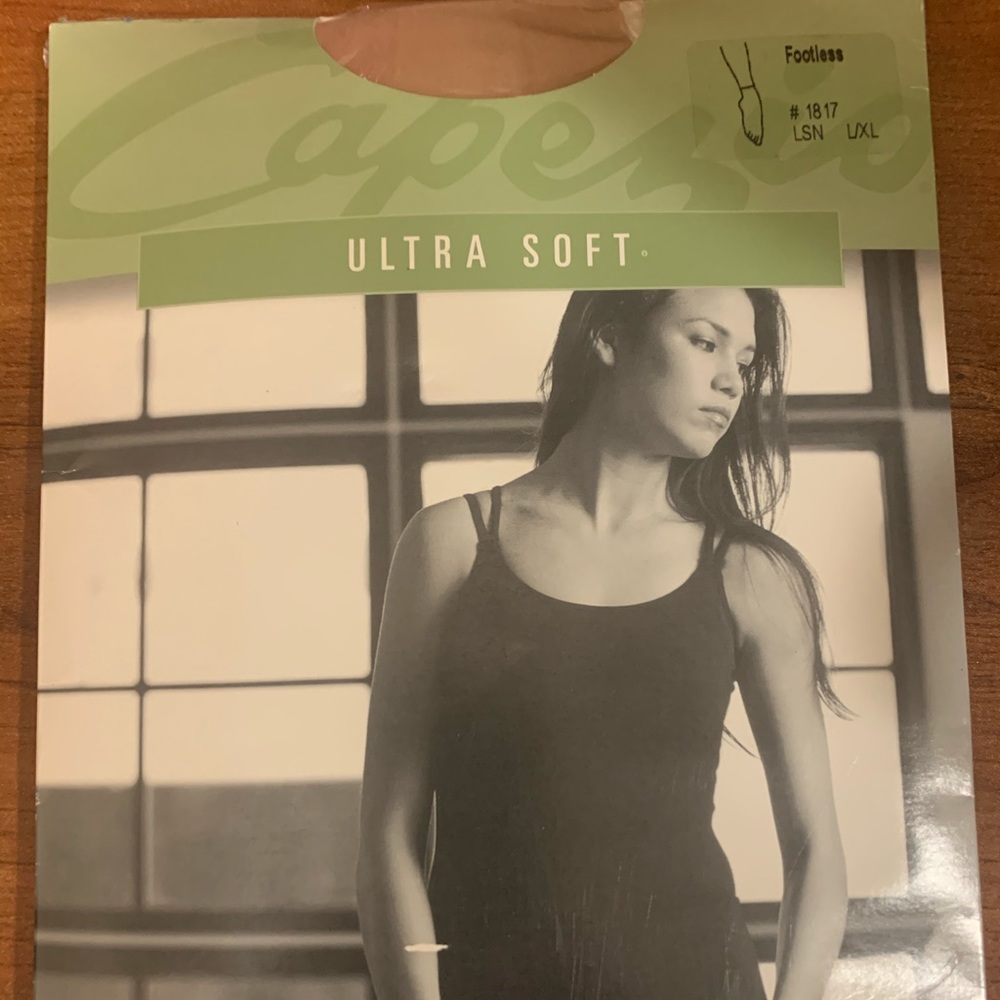 Capezio
Footless
# 1817
LSN L/XL
ULTRA SOFT